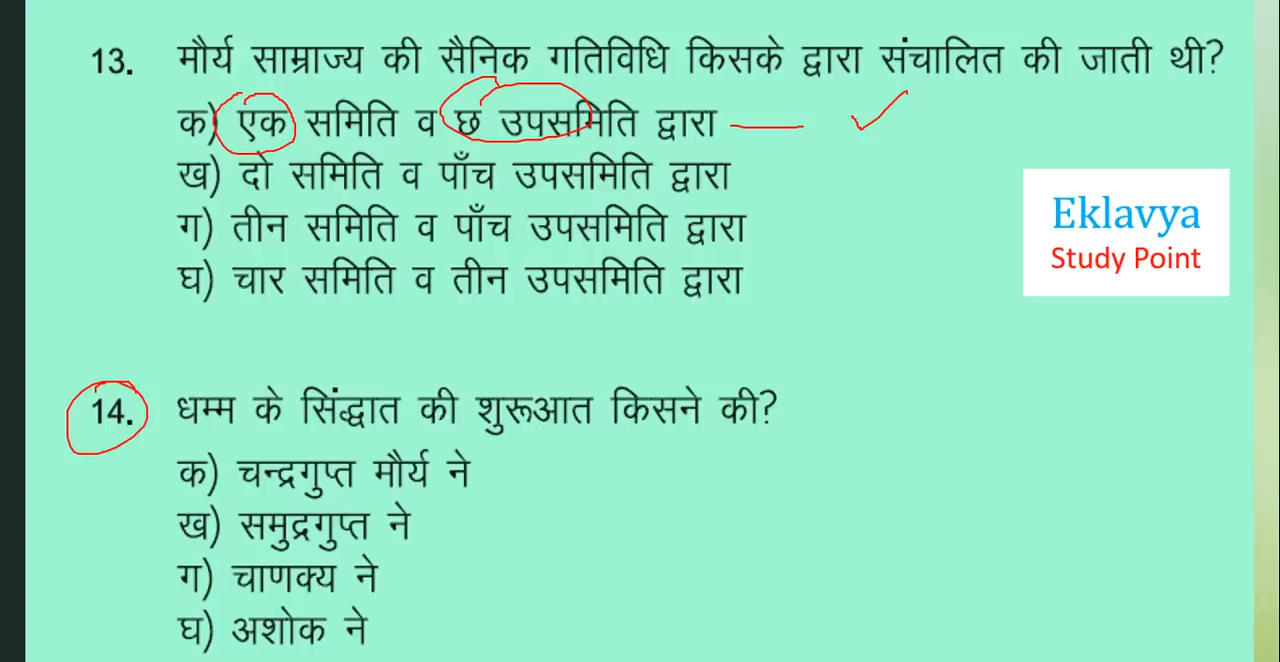 13. मौर्य साम्राज्य की सैनिक गतिविधि किसके द्वारा संचालित की जाती थी?
क) एक समिति व छ उपसमिति द्वारा
ख) दो समिति व पाँच उपसमिति द्वारा
ग) तीन समिति व पाँच उपसमिति द्वारा
घ) चार समिति व तीन उपसमिति द्वारा
Eklavya
Study Point
14. धम्म के सिंद्धात की शुरूआत किसने की?
क) चन्द्रगुप्त मौर्य ने
ख) समुद्रगुप्त ने
ग) चाणक्य ने
घ) अशोक ने